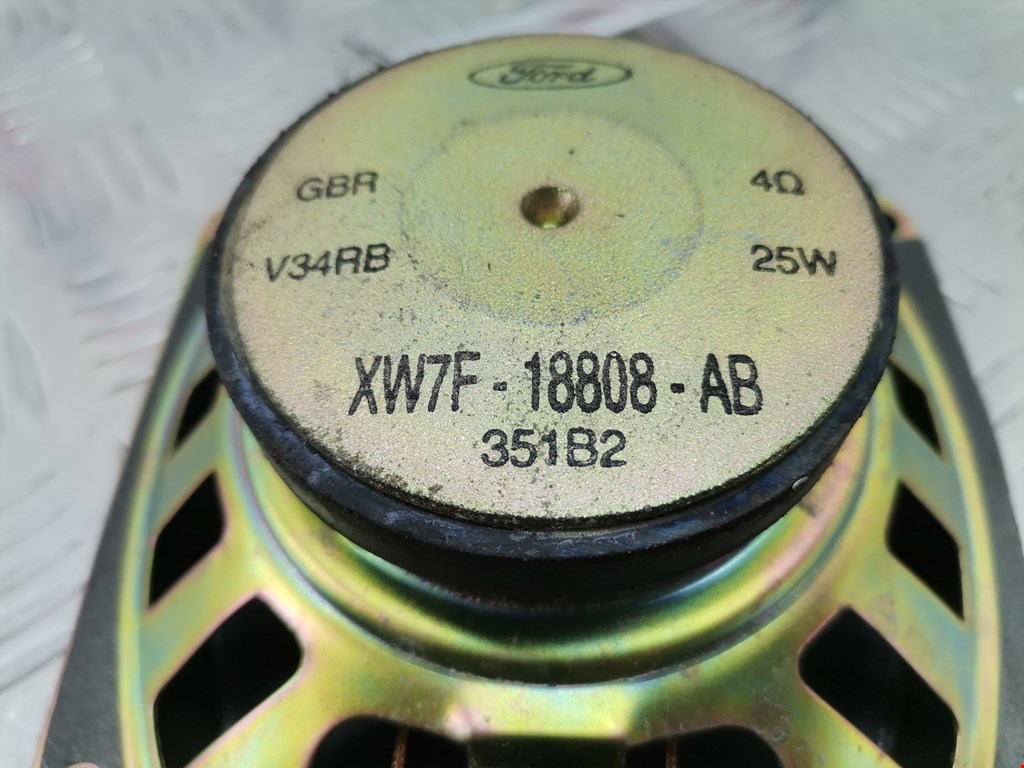 Ford
GBR 4Ω
V34RB 25W
XW7F-18808-AB
351B2